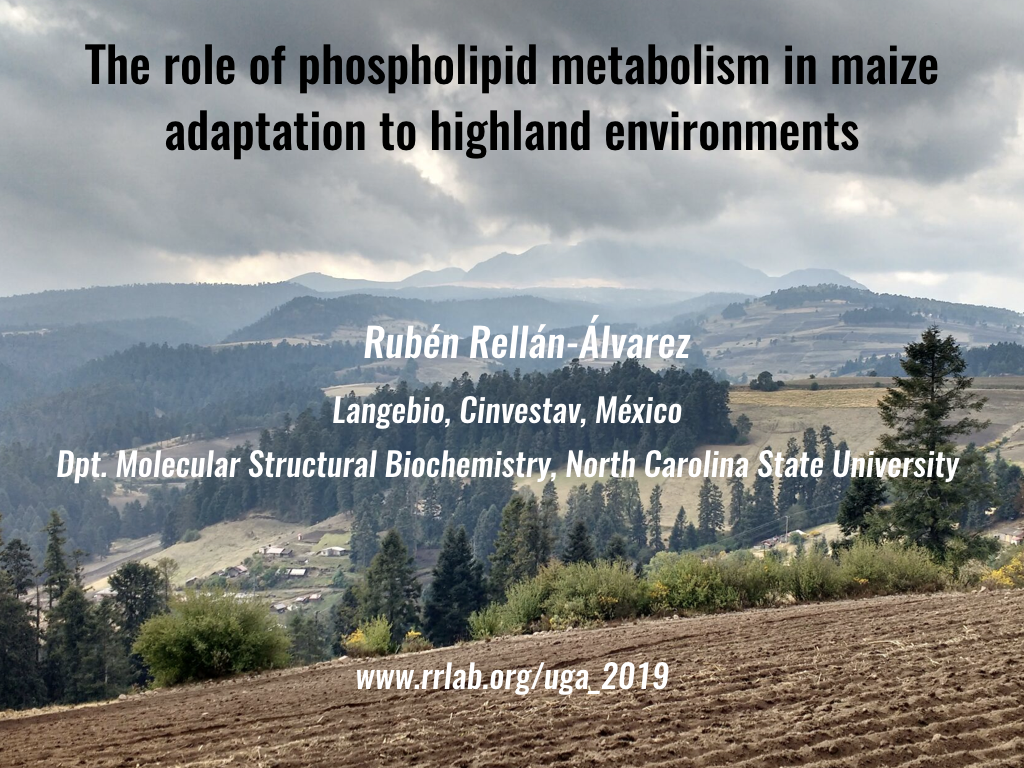 The role of phospholipid metabolism in maize
adaptation to highland environments
Rubén Rellán-Álvarez
Langebio, Cinvestav, México
Dpt. Molecular Structural Biochemistry, North Carolina State University
www.rrlab.org/uga_2019